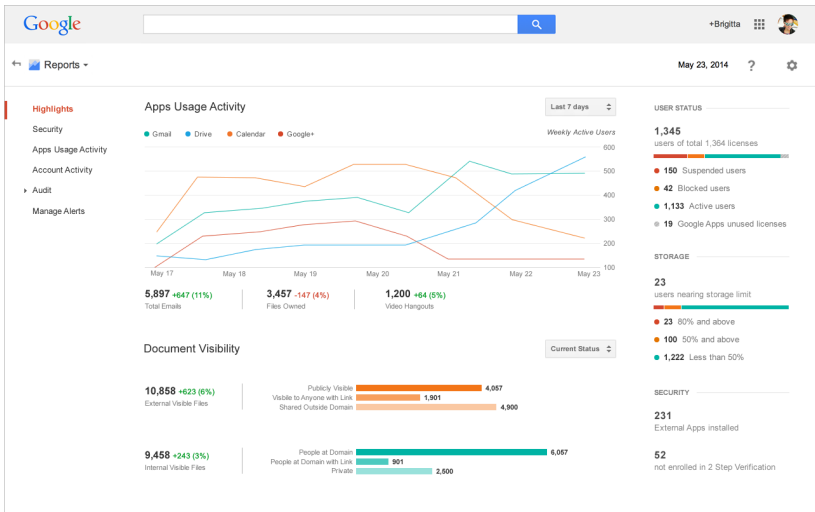 Google
+Brigitta
Reports
May 23, 2014
?
Highlights
Security
Apps Usage Activity
Account Activity
Audit
Manage Alerts
Apps Usage Activity
Last 7 days
Gmail Drive Calendar Google+
Weekly Active Users
600
500
400
300
200
100
May 17 May 18 May 19 May 20 May 21 May 22 May 23
5,897 +647 (11%)
Total Emails
3,457 -147 (4%)
Files Owned
1,200 +64 (5%)
Video Hangouts
Document Visibility
Current Status
10,858 +623 (6%)
External Visible Files
Publicly Visible 4,057
Visibile to Anyone with Link 1,901
Shared Outside Domain 4,900
9,458 +243 (3%)
Internal Visible Files
People at Domain 6,057
People at Domain with Link 901
Private 2,500
USER STATUS
1,345
users of total 1,364 licenses
150 Suspended users
42 Blocked users
1,133 Active users
19 Google Apps unused licenses
STORAGE
23
users nearing storage limit
23 80% and above
100 50% and above
1,222 Less than 50%
SECURITY
231
External Apps installed
52
not enrolled in 2 Step Verification